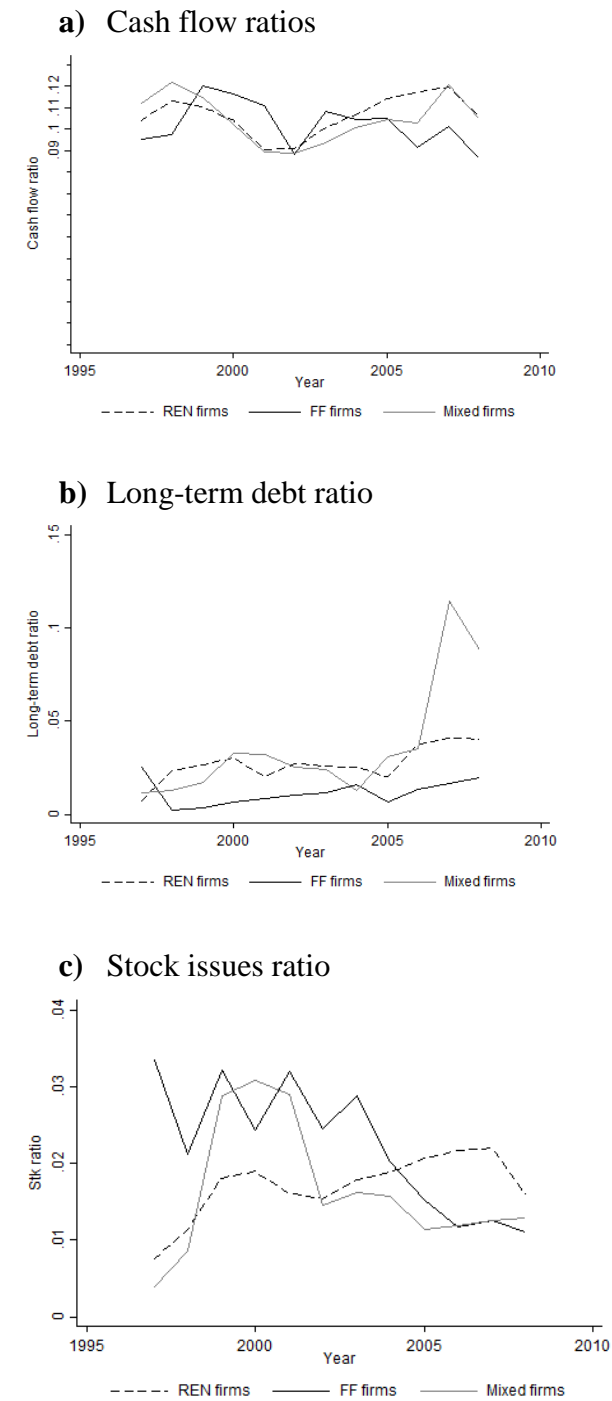 a) Cash flow ratios
.09 .1 .11 .12
Cash flow ratio
1995 2000 2005 2010
Year
REN firms FF firms Mixed firms
b) Long-term debt ratio
0 .05 .1 .15
Long-term debt ratio
1995 2000 2005 2010
Year
REN firms FF firms Mixed firms
c) Stock issues ratio
0 .01 .02 .03 .04
Stk ratio
1995 2000 2005 2010
Year
REN firms FF firms Mixed firms